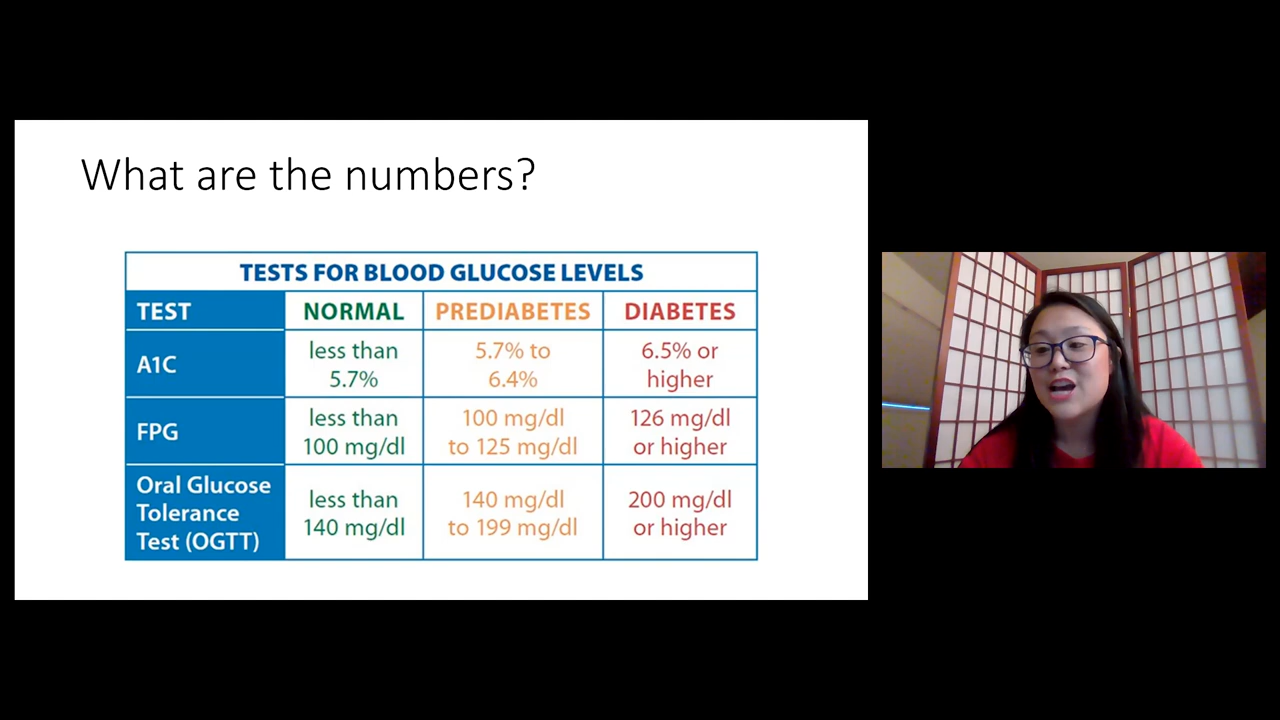 What are the numbers?
TESTS FOR BLOOD GLUCOSE LEVELS
TEST NORMAL PREDIABETES DIABETES
A1C
less than
5.7%
5.7% to
6.4%
6.5% or
higher
FPG
less than
100 mg/dl
100 mg/dl
to 125 mg/dl
126 mg/dl
or higher
Oral Glucose
Tolerance
Test (OGTT)
less than
140 mg/dl
140 mg/dl
to 199 mg/dl
200 mg/dl
or higher